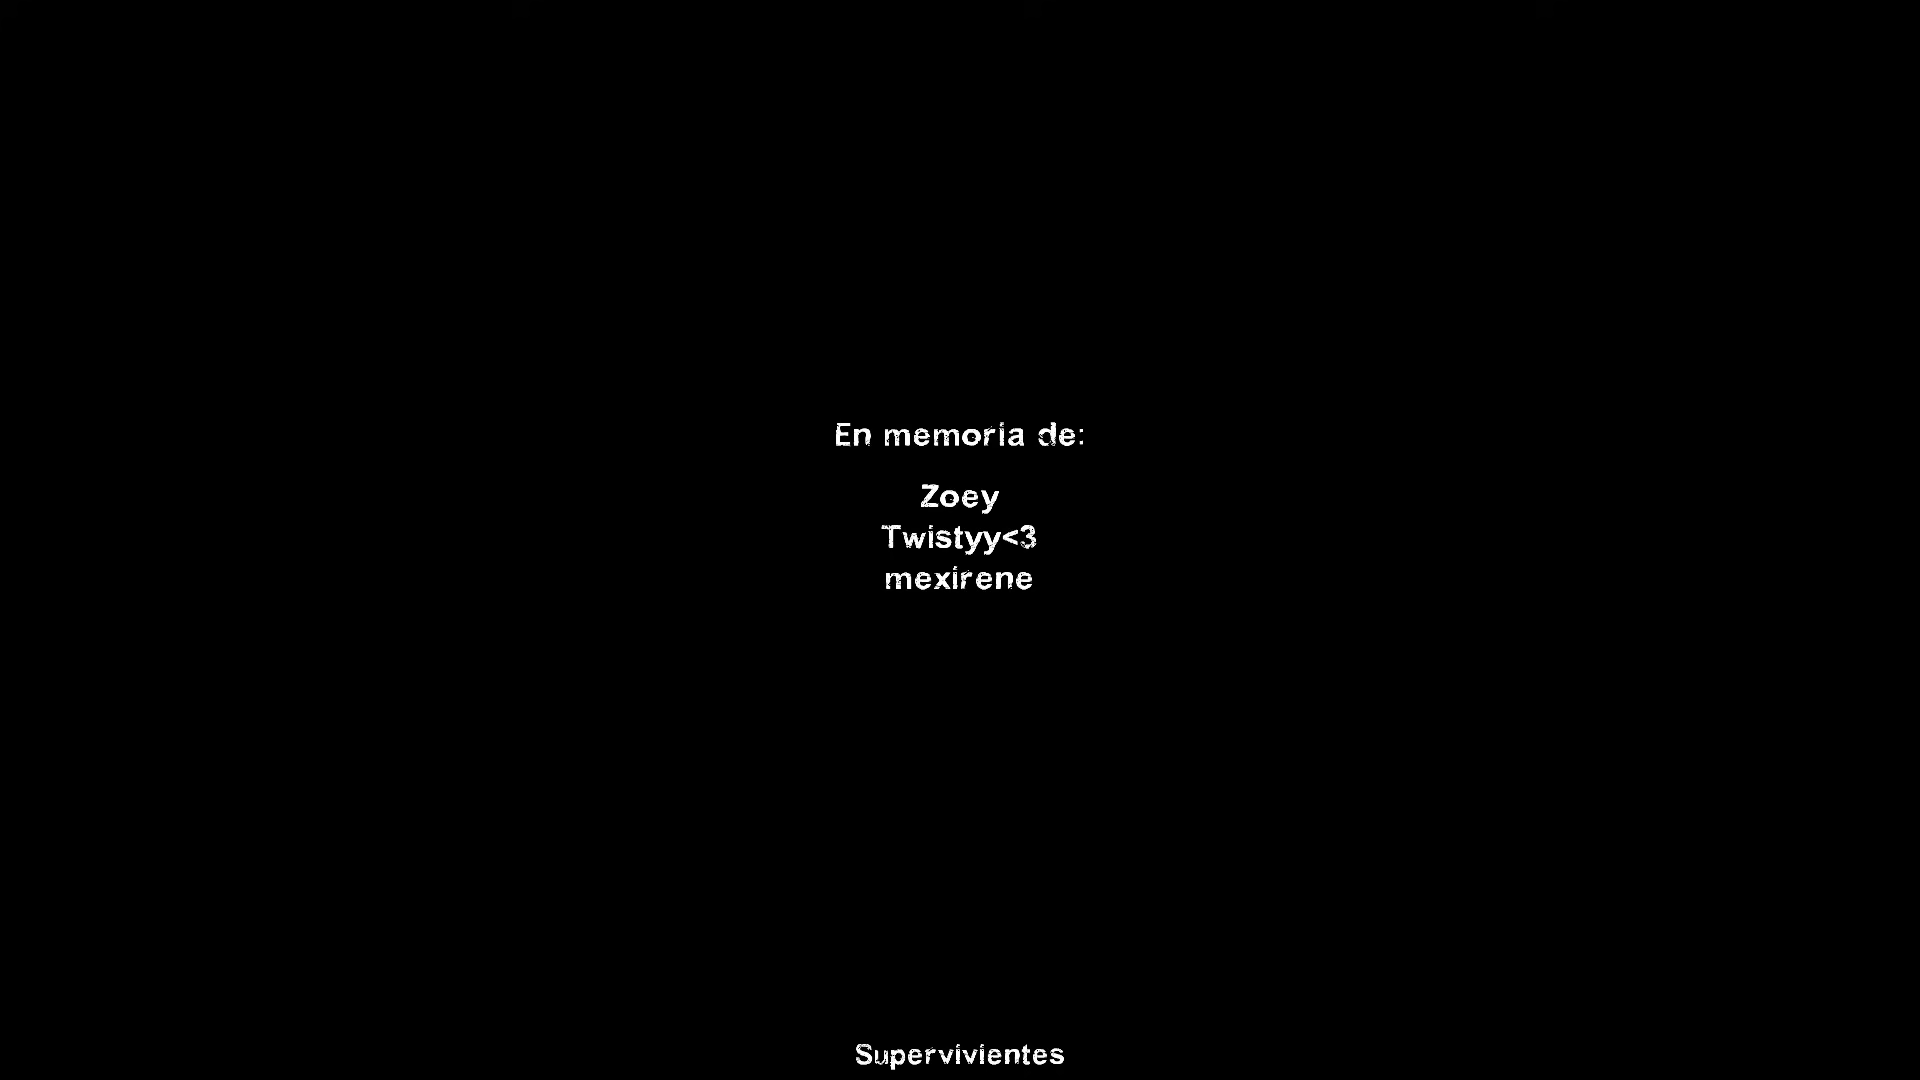 En memoria de:
Zoey
Twistyy<3
mexirene
Supervivientes